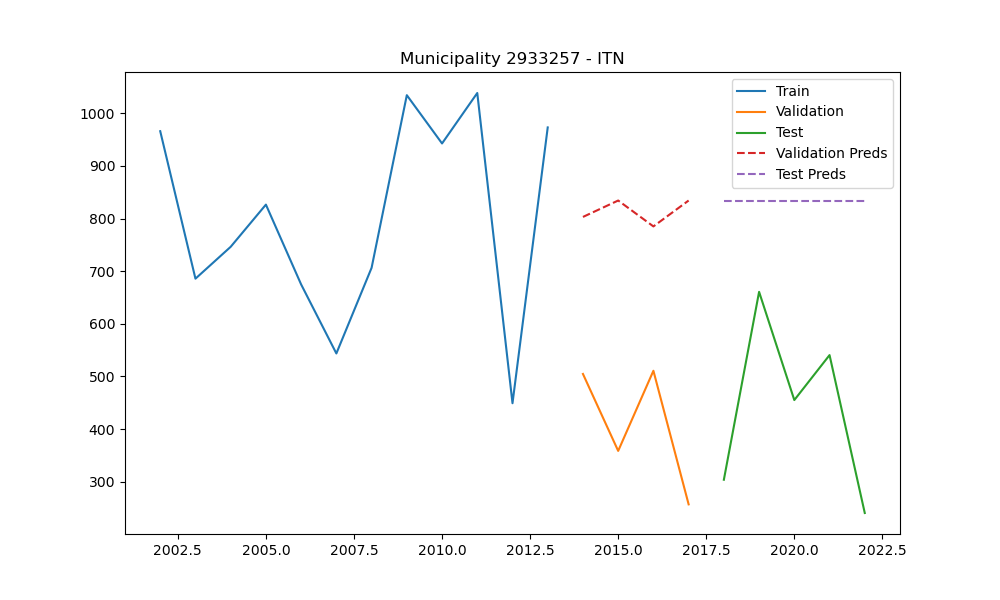 Municipality 2933257 - ITN
Train
Validation
Test
Validation Preds
Test Preds
1000
900
800
700
600
500
400
300
2002.5 2005.0 2007.5 2010.0 2012.5 2015.0 2017.5 2020.0 2022.5